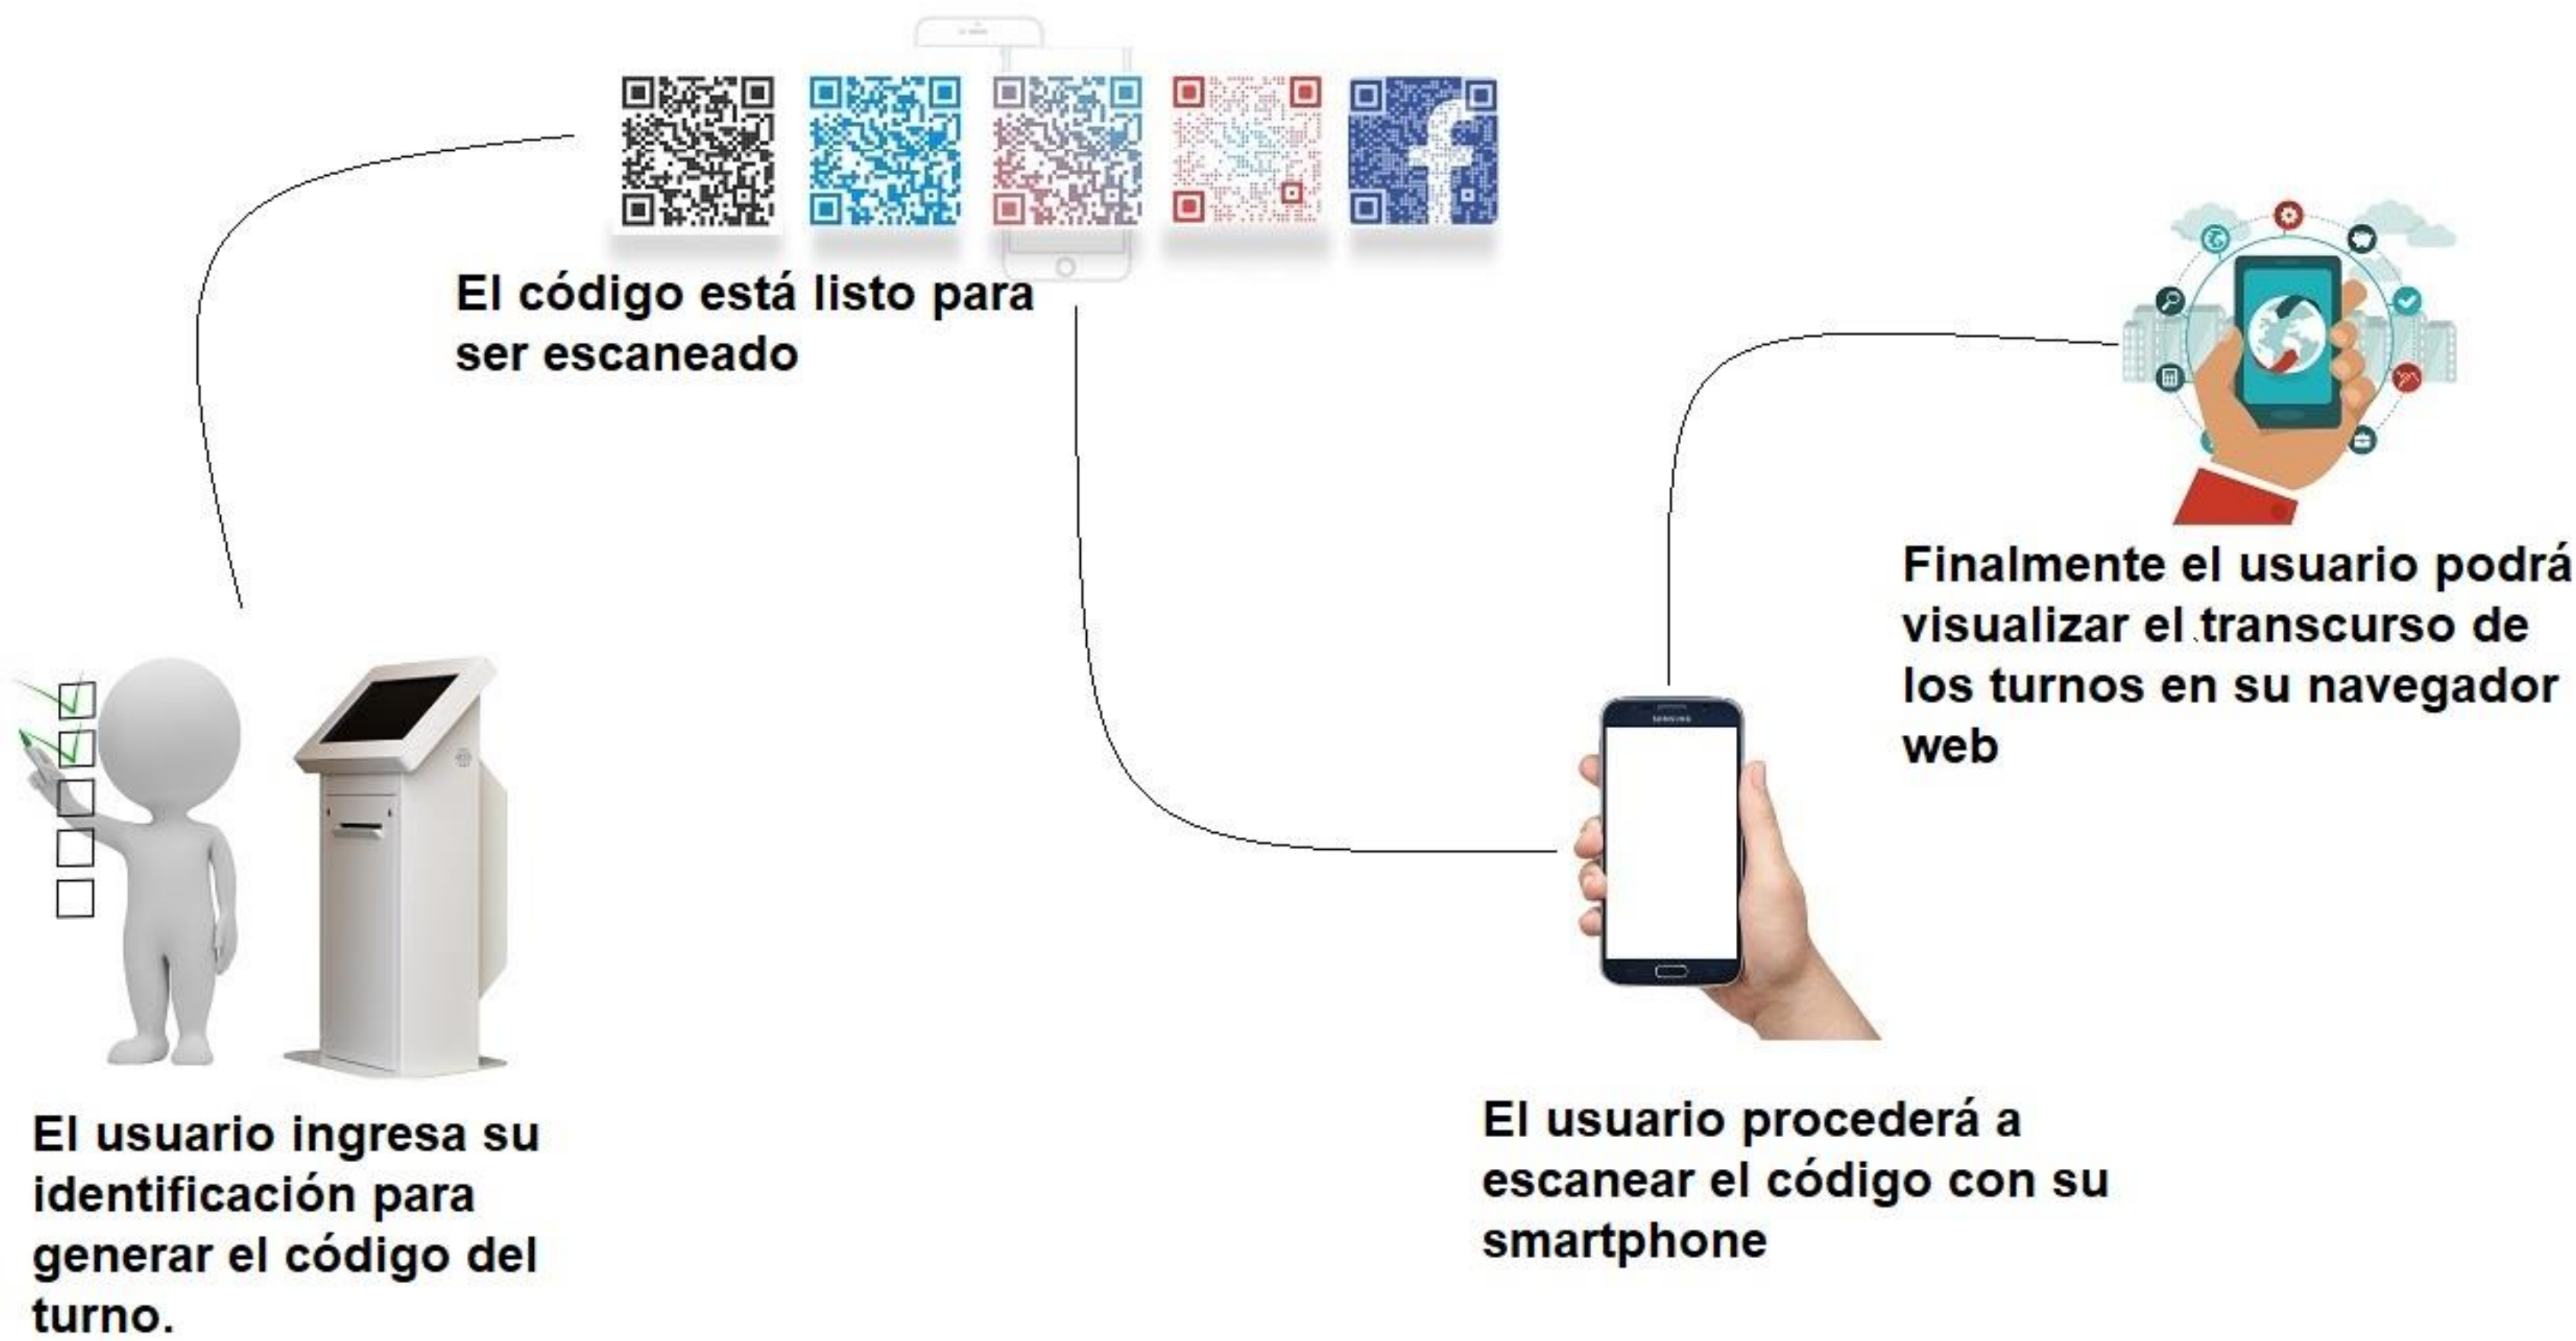 El código está listo para
ser escaneado
Finalmente el usuario podrá
visualizar el transcurso de
los turnos en su navegador
web
SAMSUNG
El usuario ingresa su
identificación para
generar el código del
turno.
El usuario procederá a
escanear el código con su
smartphone